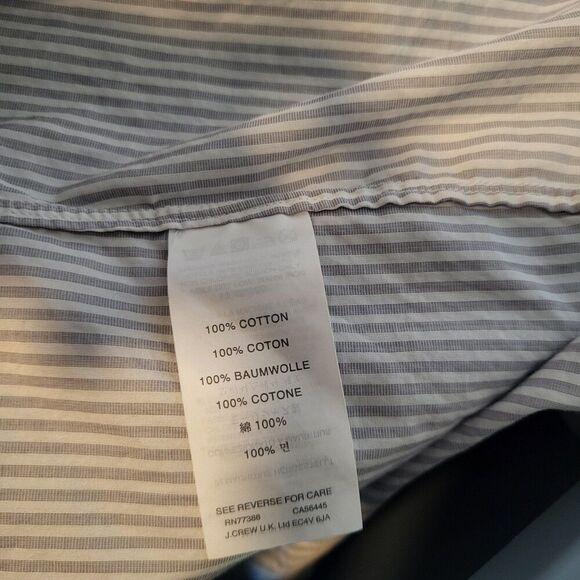 100% COTTON
100% COTON
100% BAUMWOLLE
100% COTONE
綿 100%
100% 면
SEE REVERSE FOR CARE
RN77388 CA56445
J.CREW U.K. Ltd EC4V 6JA